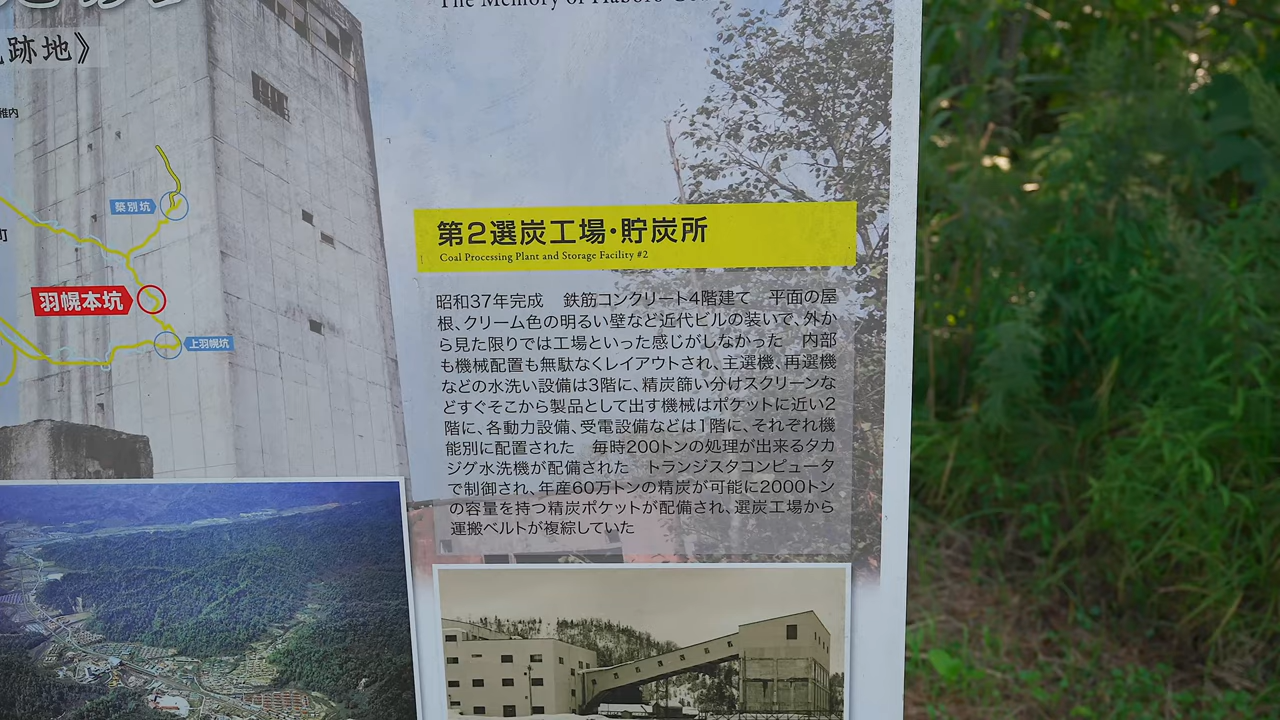 The Memory of Haboro
跡地》
稚内
築別坑
町
羽幌本坑
上羽幌坑
第2選炭工場・貯炭所
Coal Processing Plant and Storage Facility #2
昭和37年完成　鉄筋コンクリート4階建て　平面の屋
根、クリーム色の明るい壁など近代ビルの装いで、外か
ら見た限りでは工場といった感じがしなかった　内部
も機械配置も無駄なくレイアウトされ、主選機、再選機
などの水洗い設備は3階に、精炭篩い分けスクリーンな
どすぐそこから製品として出す機械はポケットに近い2
階に、各動力設備、受電設備などは1階に、それぞれ機
能別に配置された　毎時200トンの処理が出来るタカ
ジグ水洗機が配備された　トランジスタコンピュータ
で制御され、年産60万トンの精炭が可能に2000トン
の容量を持つ精炭ポケットが配備され、選炭工場から
運搬ベルトが複綜していた